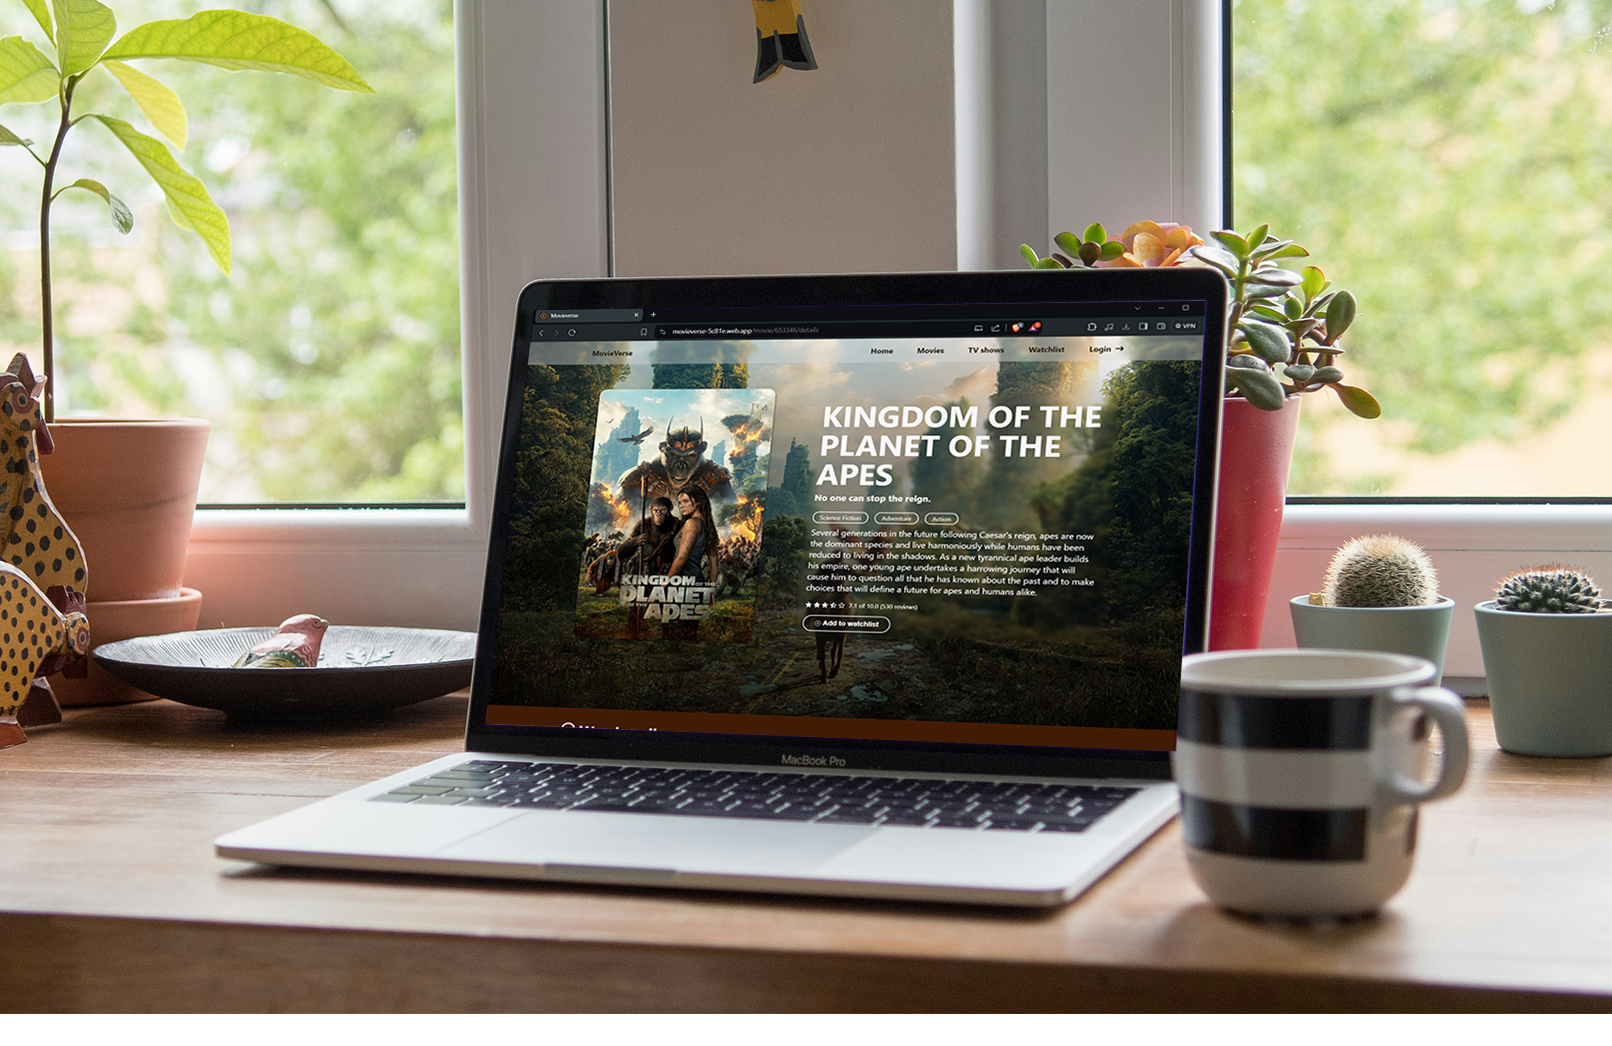 Movieverse
movieverse-5c81e.web.app/movie/653346/details
VPN
MovieVerse
Home
Movies
TV shows
Watchlist
Login →
KINGDOM OF THE
PLANET OF THE
APES
No one can stop the reign.
Science Fiction
Adventure
Action
Several generations in the future following Caesar's reign, apes are now
the dominant species and live harmoniously while humans have been
reduced to living in the shadows. As a new tyrannical ape leader builds
his empire, one young ape undertakes a harrowing journey that will
cause him to question all that he has known about the past and to make
choices that will define a future for apes and humans alike.
7.1 of 10.0 (530 reviews)
Add to watchlist
KINGDOM OF THE
PLANET
OF THE APES
MacBook Pro